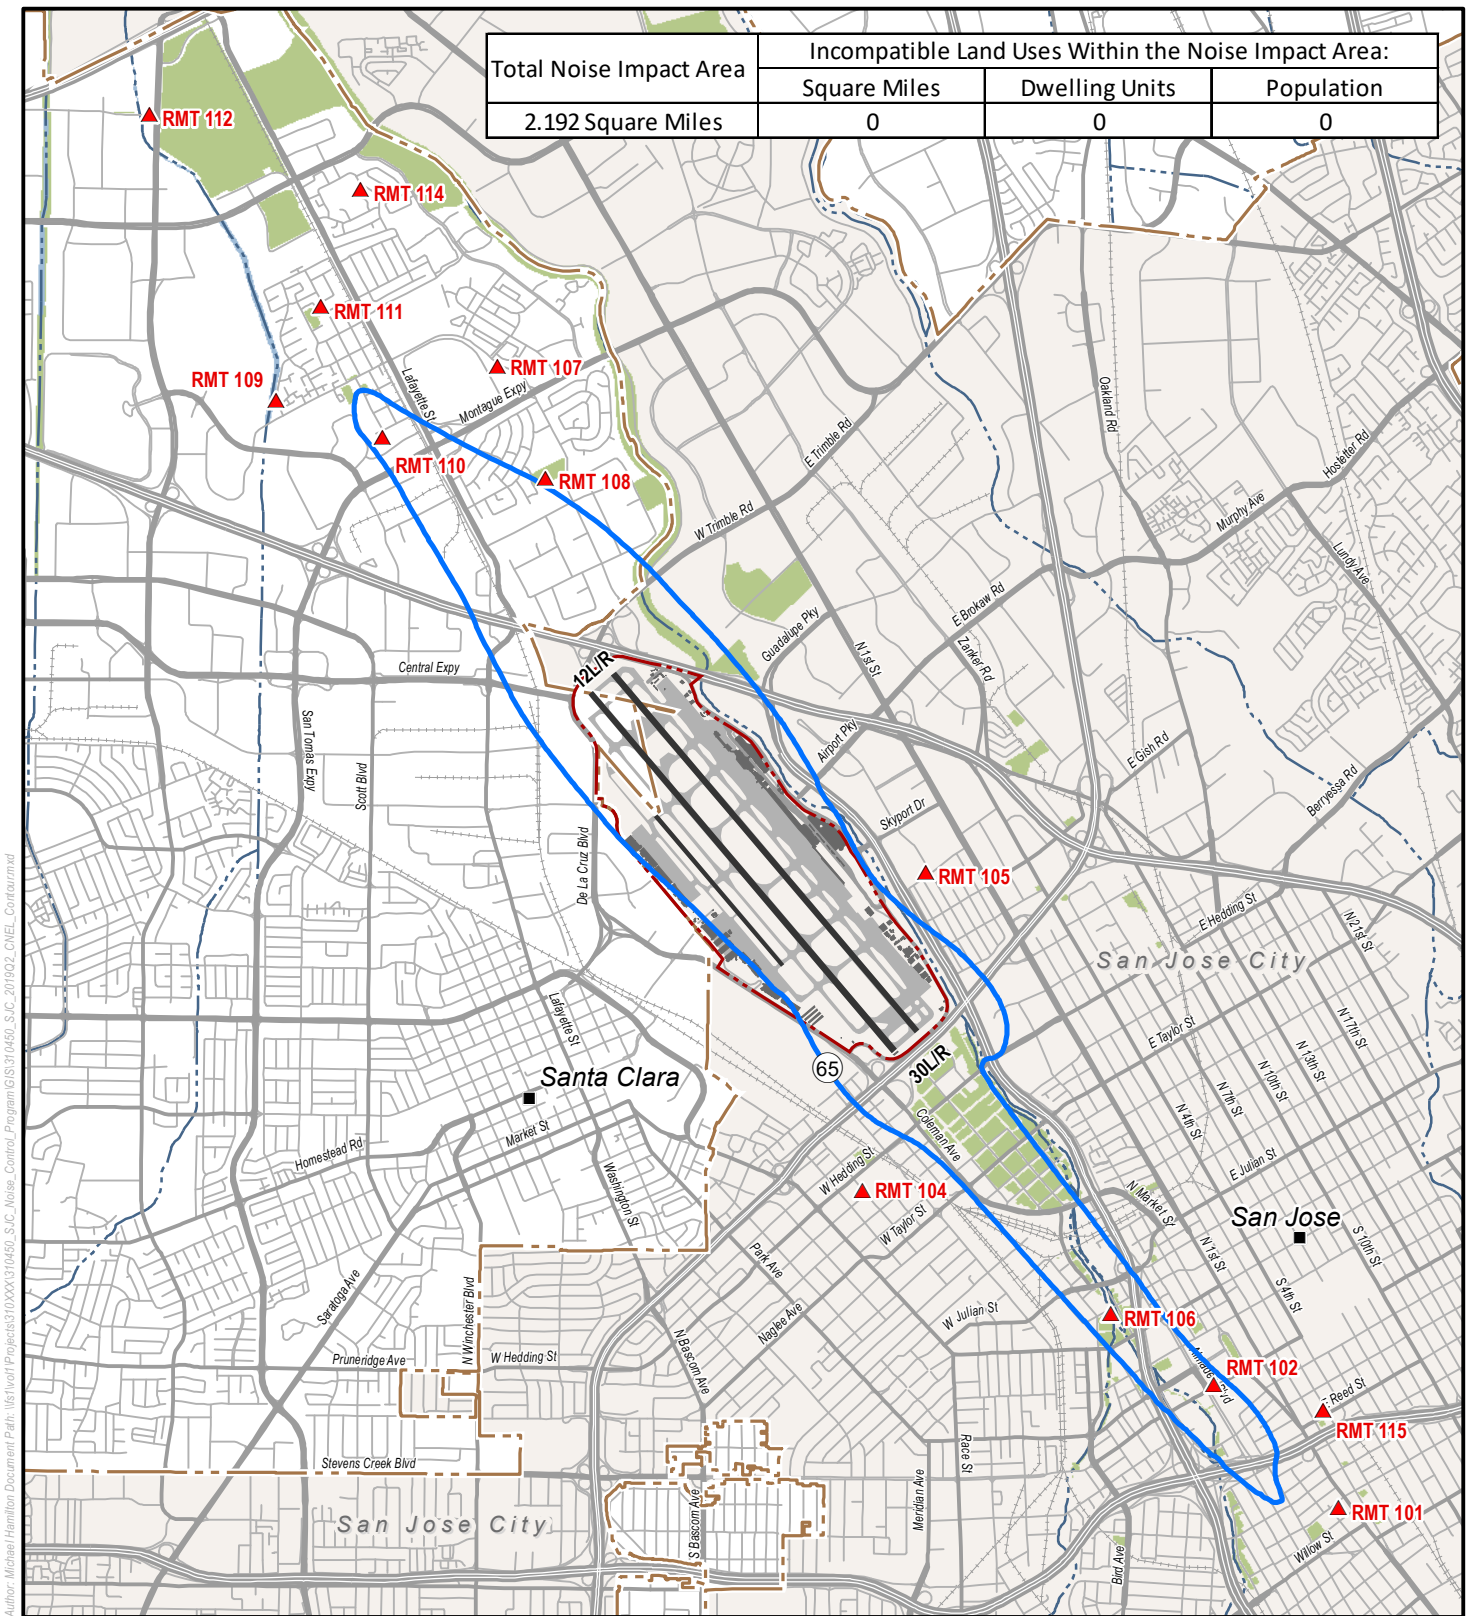 Total Noise Impact Area
Incompatible Land Uses Within the Noise Impact Area:
Square Miles
Dwelling Units
Population
2.192 Square Miles
0
0
0
RMT 112
RMT 114
RMT 111
RMT 107
RMT 109
RMT 110
RMT 108
Lafayette St
Montague Expy
E Trimble Rd
W Trimble Rd
Oakland Rd
Hostetter Rd
Murphy Ave
Lundy Ave
E Brokaw Rd
Zanker Rd
N 1st St
Guadalupe Pky
Airport Pky
E Gish Rd
Berryessa Rd
Skyport Dr
12L/R
Central Expy
San Tomas Expy
Scott Blvd
De La Cruz Blvd
RMT 105
E Hedding St
N 21st St
San Jose City
N 17th St
E Taylor St
N 13th St
N 10th St
N 7th St
N 4th St
E Julian St
30L/R
65
Lafayette St
Santa Clara
Market St
Homestead Rd
Washington St
Coleman Ave
W Hedding St
RMT 104
W Taylor St
N Market St
San Jose
N 1st St
S 10th St
S 4th St
Park Ave
Naglee Ave
Saratoga Ave
N Winchester Blvd
Pruneridge Ave
W Hedding St
N Bascom Ave
W Julian St
RMT 106
RMT 102
E Reed St
RMT 115
Stevens Creek Blvd
Race St
Meridian Ave
S Bascom Ave
San Jose City
RMT 101
Willow St
Bird Ave
Author: Michael Hamilton Document Path: